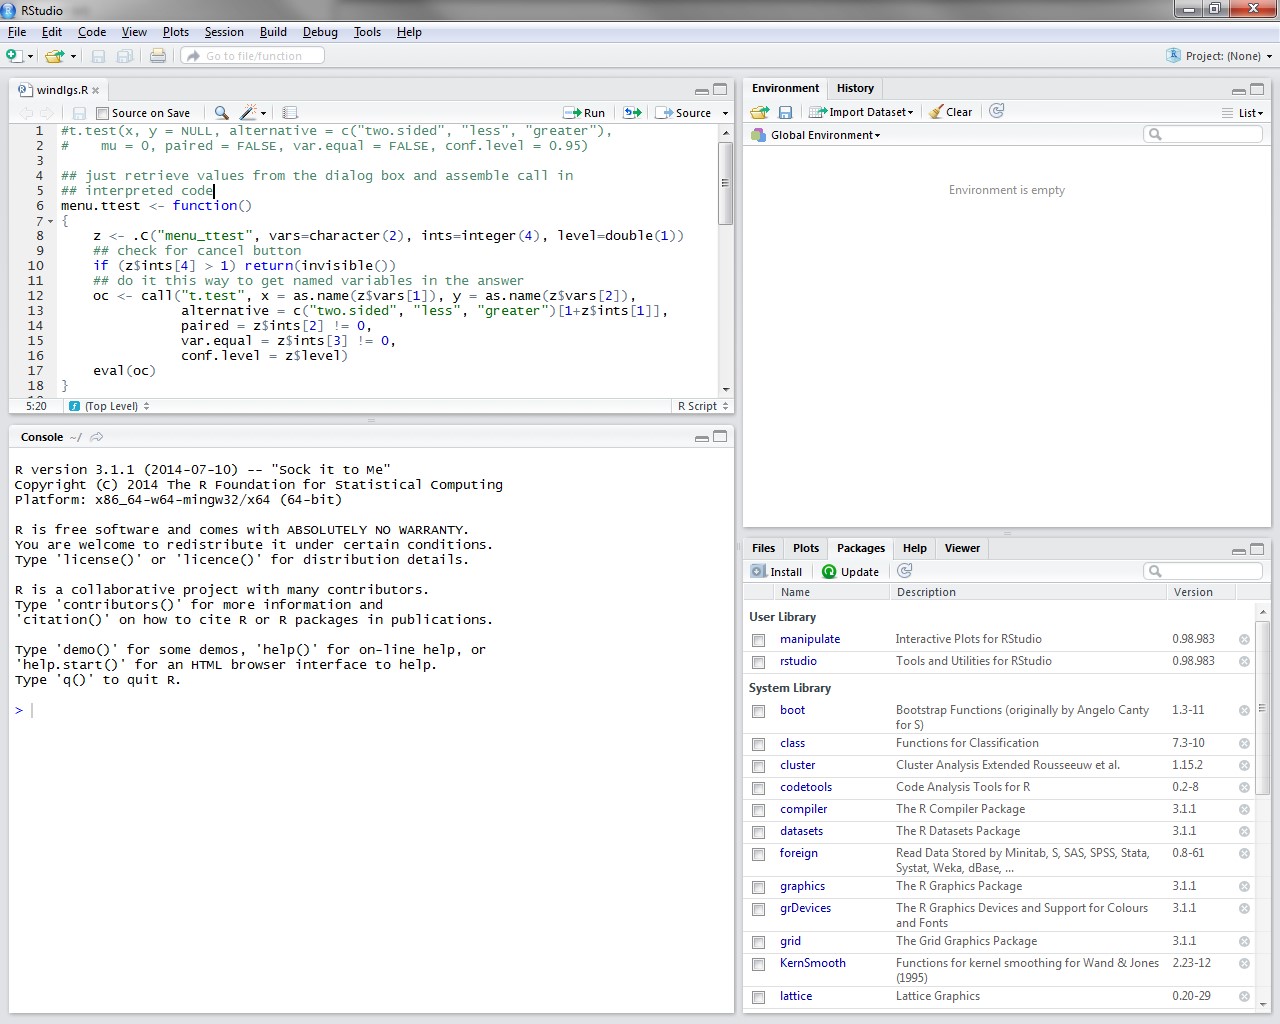 RStudio
File Edit Code View Plots Session Build Debug Tools Help
Go to file/function
Project: (None)
windlgs.R
Source on Save
Run
Source
1 #t.test(x, y = NULL, alternative = c("two.sided", "less", "greater"),
2 #    mu = 0, paired = FALSE, var.equal = FALSE, conf.level = 0.95)
3
4 ## just retrieve values from the dialog box and assemble call in
5 ## interpreted code
6 menu.ttest <- function()
7 {
8     z <- .C("menu_ttest", vars=character(2), ints=integer(4), level=double(1))
9     ## check for cancel button
10     if (z$ints[4] > 1) return(invisible())
11     ## do it this way to get named variables in the answer
12     oc <- call("t.test", x = as.name(z$vars[1]), y = as.name(z$vars[2]),
13                alternative = c("two.sided", "less", "greater")[1+z$ints[1]],
14                paired = z$ints[2] != 0,
15                var.equal = z$ints[3] != 0,
16                conf.level = z$level)
17     eval(oc)
18 }
5:20 (Top Level) R Script
Console ~/
R version 3.1.1 (2014-07-10) -- "Sock it to Me"
Copyright (C) 2014 The R Foundation for Statistical Computing
Platform: x86_64-w64-mingw32/x64 (64-bit)
R is free software and comes with ABSOLUTELY NO WARRANTY.
You are welcome to redistribute it under certain conditions.
Type 'license()' or 'licence()' for distribution details.
R is a collaborative project with many contributors.
Type 'contributors()' for more information and
'citation()' on how to cite R or R packages in publications.
Type 'demo()' for some demos, 'help()' for on-line help, or
'help.start()' for an HTML browser interface to help.
Type 'q()' to quit R.
>
Environment History
Import Dataset Clear List
Global Environment
Environment is empty
Files Plots Packages Help Viewer
Install Update
Name Description Version
User Library
manipulate Interactive Plots for RStudio 0.98.983
rstudio Tools and Utilities for RStudio 0.98.983
System Library
boot Bootstrap Functions (originally by Angelo Canty 1.3-11
for S)
class Functions for Classification 7.3-10
cluster Cluster Analysis Extended Rousseeuw et al. 1.15.2
codetools Code Analysis Tools for R 0.2-8
compiler The R Compiler Package 3.1.1
datasets The R Datasets Package 3.1.1
foreign Read Data Stored by Minitab, S, SAS, SPSS, Stata, 0.8-61
Systat, Weka, dBase, ...
graphics The R Graphics Package 3.1.1
grDevices The R Graphics Devices and Support for Colours 3.1.1
and Fonts
grid The Grid Graphics Package 3.1.1
KernSmooth Functions for kernel smoothing for Wand & Jones 2.23-12
(1995)
lattice Lattice Graphics 0.20-29